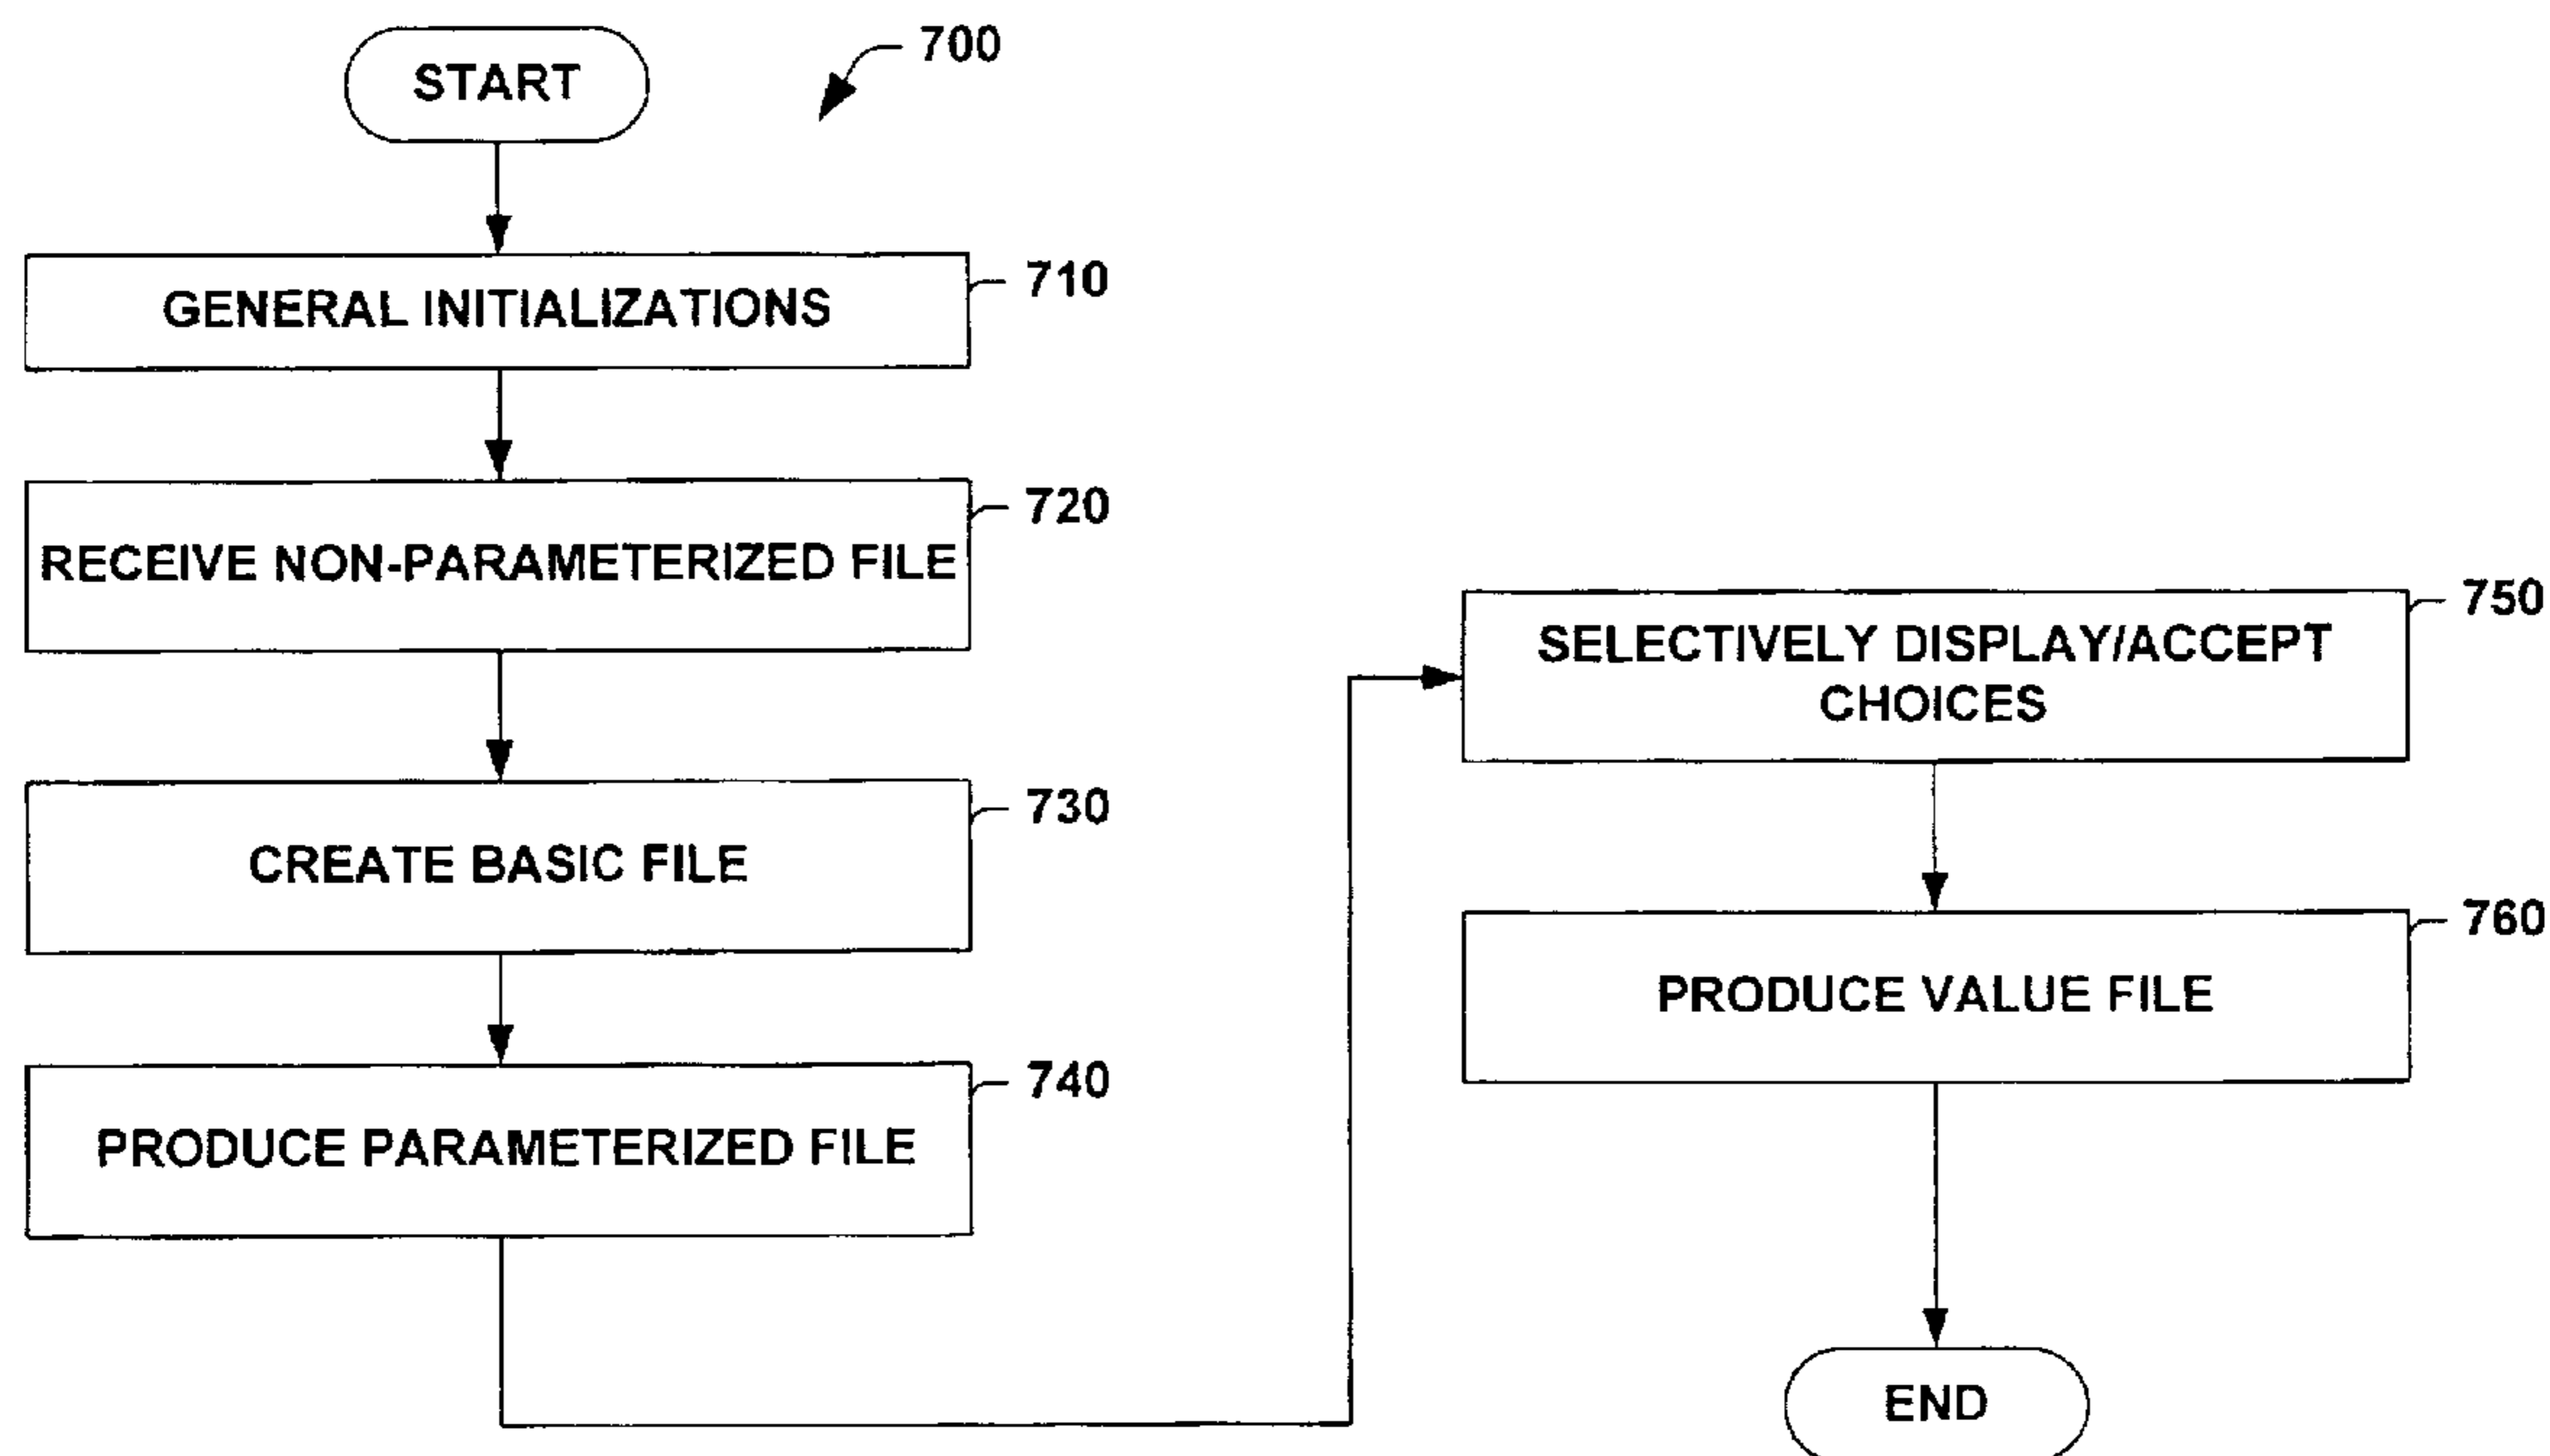 START
700
GENERAL INITIALIZATIONS
710
RECEIVE NON-PARAMETERIZED FILE
720
CREATE BASIC FILE
730
PRODUCE PARAMETERIZED FILE
740
SELECTIVELY DISPLAY/ACCEPT
CHOICES
750
PRODUCE VALUE FILE
760
END